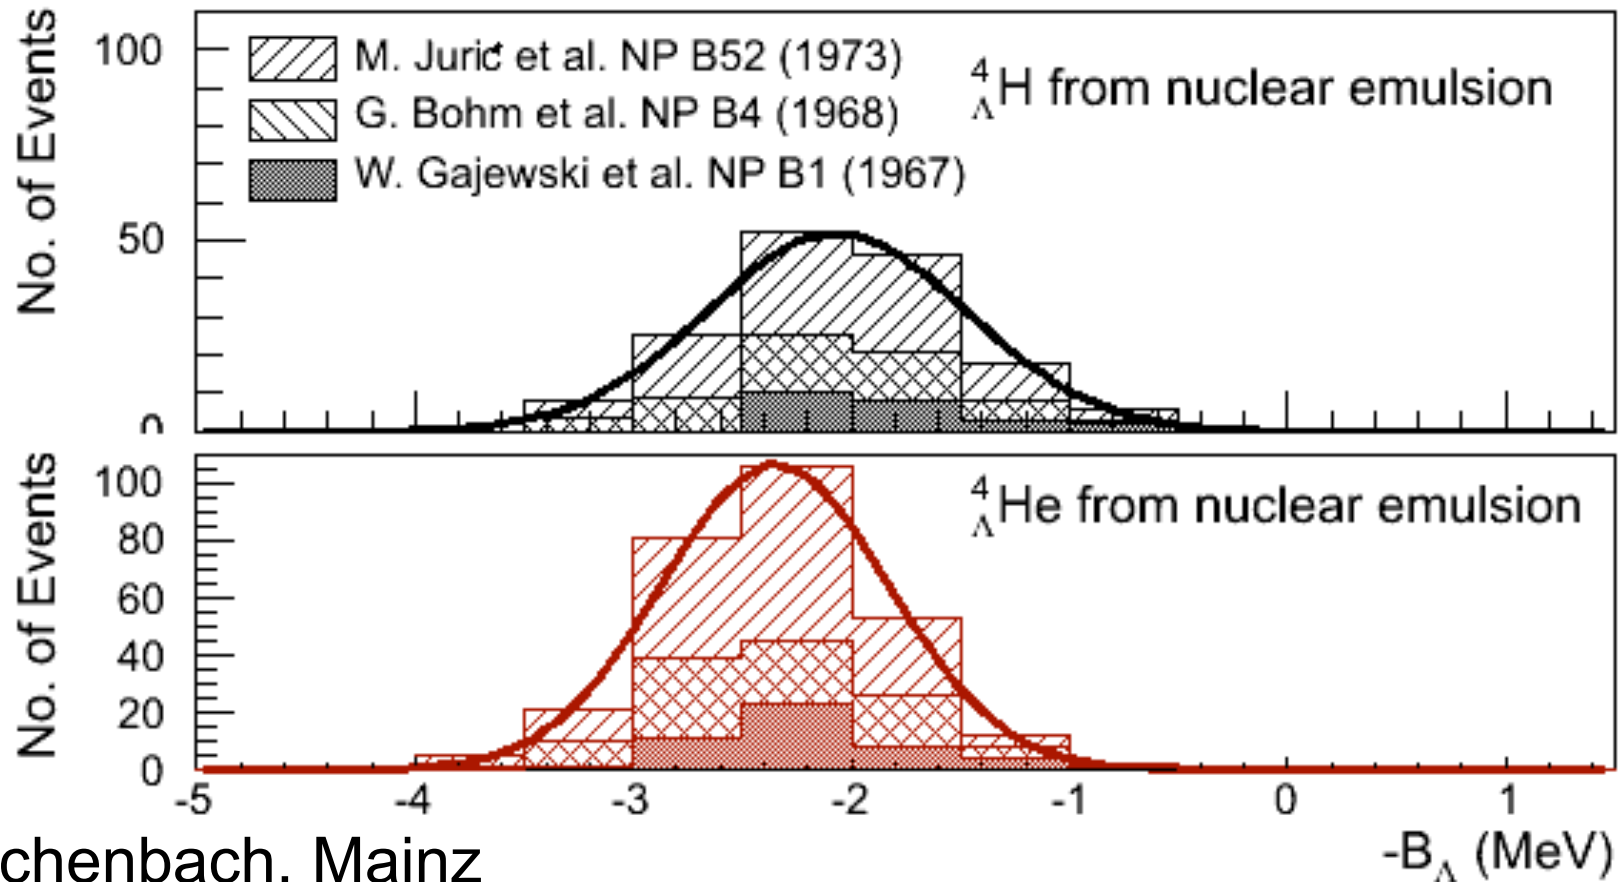 No. of Events
100
50
0
M. Jurić et al. NP B52 (1973)
G. Bohm et al. NP B4 (1968)
W. Gajewski et al. NP B1 (1967)
4ΛH from nuclear emulsion
No. of Events
100
80
60
40
20
0
4ΛHe from nuclear emulsion
-5 -4 -3 -2 -1 0 1
-BΛ (MeV)
chenbach, Mainz